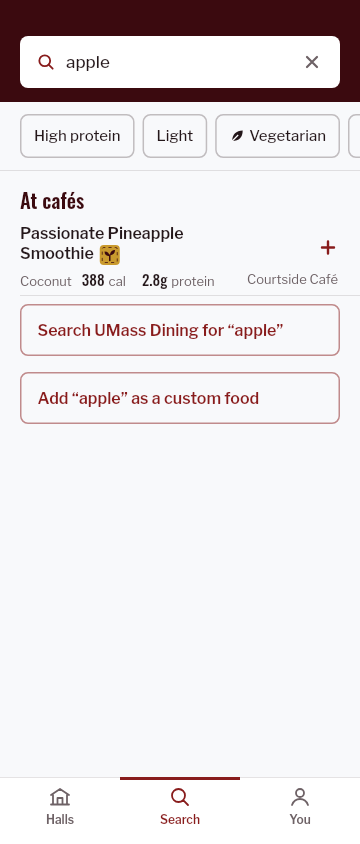 apple
High protein
Light
Vegetarian
At cafés
Passionate Pineapple
Smoothie
Coconut 388 cal 2.8g protein
Courtside Café
Search UMass Dining for “apple”
Add “apple” as a custom food
Halls
Search
You